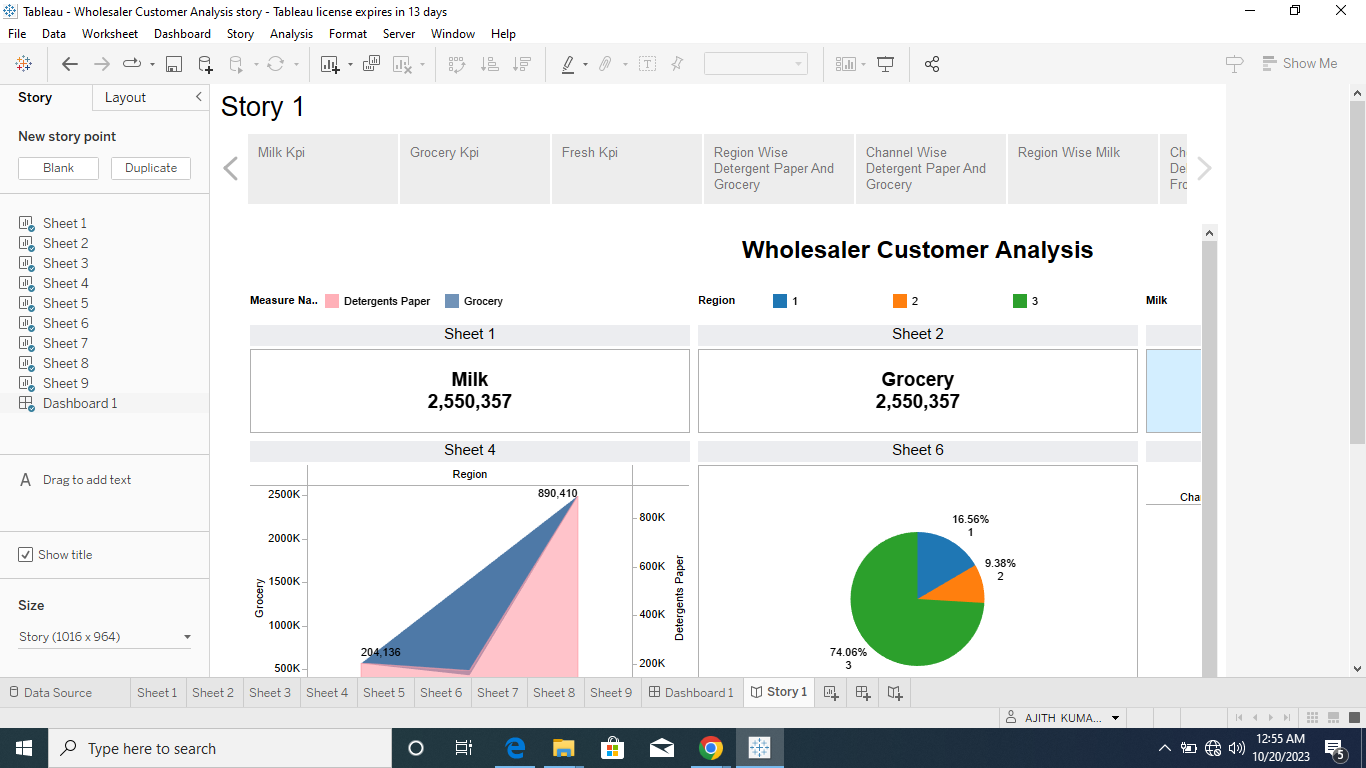 Tableau - Wholesaler Customer Analysis story - Tableau license expires in 13 days
File Data Worksheet Dashboard Story Analysis Format Server Window Help
Show Me
Story Layout
New story point
Blank Duplicate
Sheet 1
Sheet 2
Sheet 3
Sheet 4
Sheet 5
Sheet 6
Sheet 7
Sheet 8
Sheet 9
Dashboard 1
A Drag to add text
Show title
Size
Story (1016 x 964)
Story 1
Milk Kpi
Grocery Kpi
Fresh Kpi
Region Wise
Detergent Paper And
Grocery
Channel Wise
Detergent Paper And
Grocery
Region Wise Milk
Wholesaler Customer Analysis
Measure Na.. Detergents Paper Grocery
Region 1 2 3
Milk
Sheet 1
Milk
2,550,357
Sheet 2
Grocery
2,550,357
Sheet 4
Region
890,410
204,136
2500K
2000K
1500K
1000K
500K
Grocery
800K
600K
400K
200K
Detergents Paper
Sheet 6
16.56%
1
9.38%
2
74.06%
3
Data Source Sheet 1 Sheet 2 Sheet 3 Sheet 4 Sheet 5 Sheet 6 Sheet 7 Sheet 8 Sheet 9 Dashboard 1 Story 1
AJITH KUMA...
Type here to search
12:55 AM
10/20/2023
5